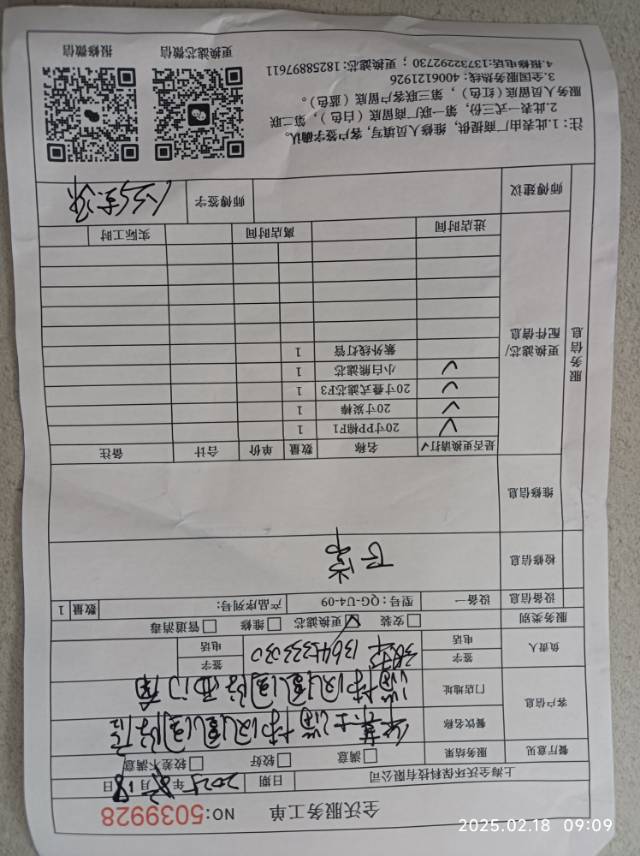 全沃服务工单
NO: 5039928
上海全沃环保科技有限公司
日期
2025年2月18日
餐厅意见
服务结果
满意
较好
较差不满意
客户信息
餐饮名称
门店地址
负责人
签字
电话
签字
电话
服务类别
安装
更换滤芯
维修
管道消毒
设备信息
设备一
型号：QG-U4-09
产品序列号：
数量
1
检修信息
正常
维修信息
服务信息
更换滤芯/配件信息
是否更换请打✓
名称
数量
单价
合计
备注
✓
20寸PP棉F1
1
✓
20寸炭棒
1
✓
20寸叠式滤芯F3
1
✓
小白熊滤芯
1
紫外线灯管
1
进店时间
离店时间
实际工时
师傅建议
师傅签字
注：1.此表由厂商提供，维修人员填写，客户签字确认。
2.此表一式三份，第一联厂商留底（白色），第二联
服务人员留底（红色），第三联客户留底（蓝色）。
3.全国服务热线：4006121926
4.报修电话:13732292730； 更换滤芯：18258897611
更换滤芯微信
报修微信
2025.02.18 09:09